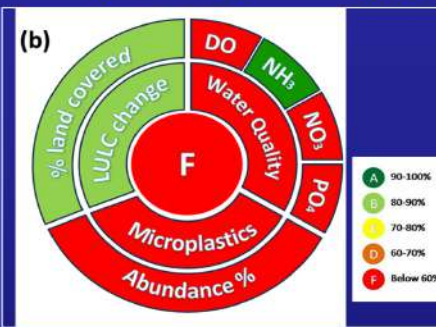 (b)
DO
NH₃
NO₃
PO₄
% land covered
LULC change
Water Quality
F
Microplastics
Abundance %
A 90-100%
B 80-90%
70-80%
D 60-70%
F Below 60%